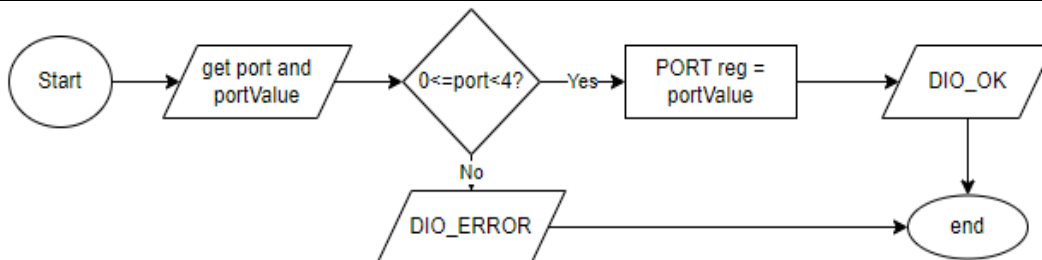 Start
get port and
portValue
0<=port<4?
Yes
PORT reg =
portValue
DIO_OK
No
DIO_ERROR
end